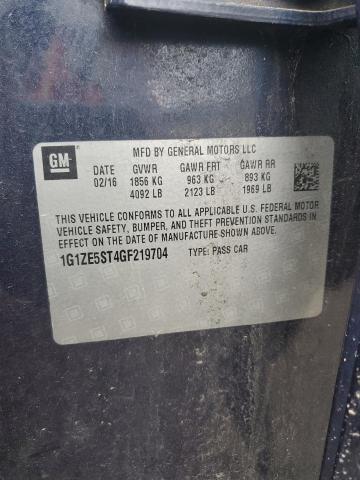 GM
MFD BY GENERAL MOTORS LLC
DATE GVWR GAWR FRT GAWR RR
02/16 1856 KG 963 KG 893 KG
4092 LB 2123 LB 1969 LB
THIS VEHICLE CONFORMS TO ALL APPLICABLE U.S. FEDERAL MOTOR
VEHICLE SAFETY, BUMPER, AND THEFT PREVENTION STANDARDS IN
EFFECT ON THE DATE OF MANUFACTURE SHOWN ABOVE.
1G1ZE5ST4GF219704 TYPE: PASS CAR